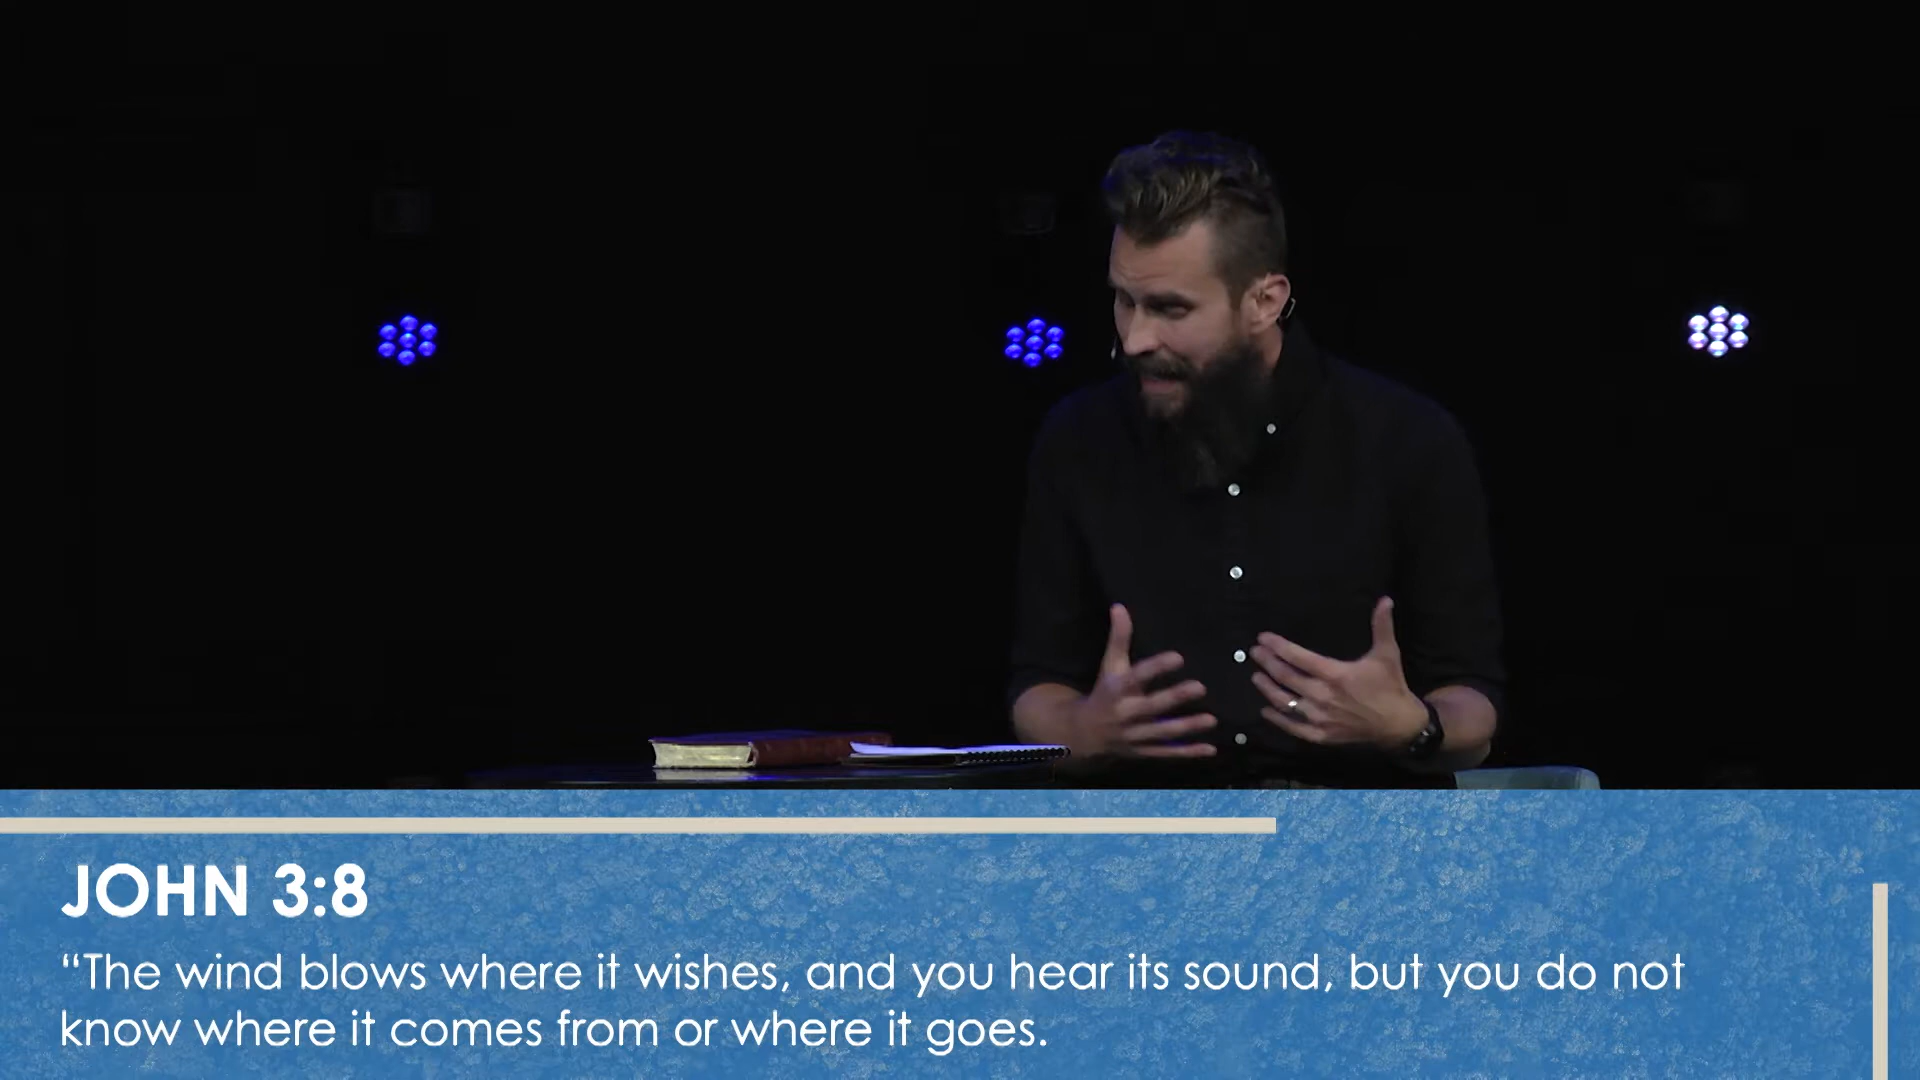 JOHN 3:8
“The wind blows where it wishes, and you hear its sound, but you do not
know where it comes from or where it goes.